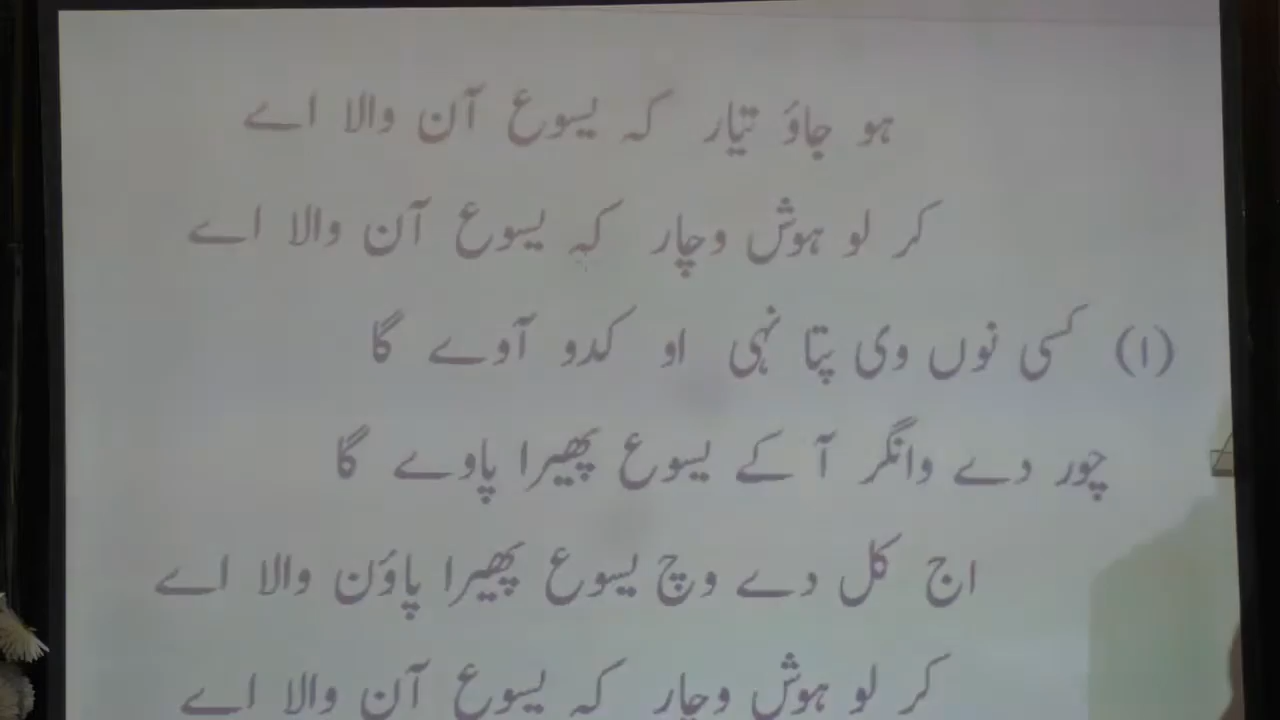 ہو جاؤ تیار کہ یسوع آن والا اے
کر لو ہوش وچار کہ یسوع آن والا اے
(۱) کسی نوں وی پتا نہی او کدو آوے گا
چور دے وانگر آ کے یسوع پھیرا پاوے گا
اج کل دے وچ یسوع پھیرا پاؤن والا اے
کر لو ہوش وچار کہ یسوع آن والا اے